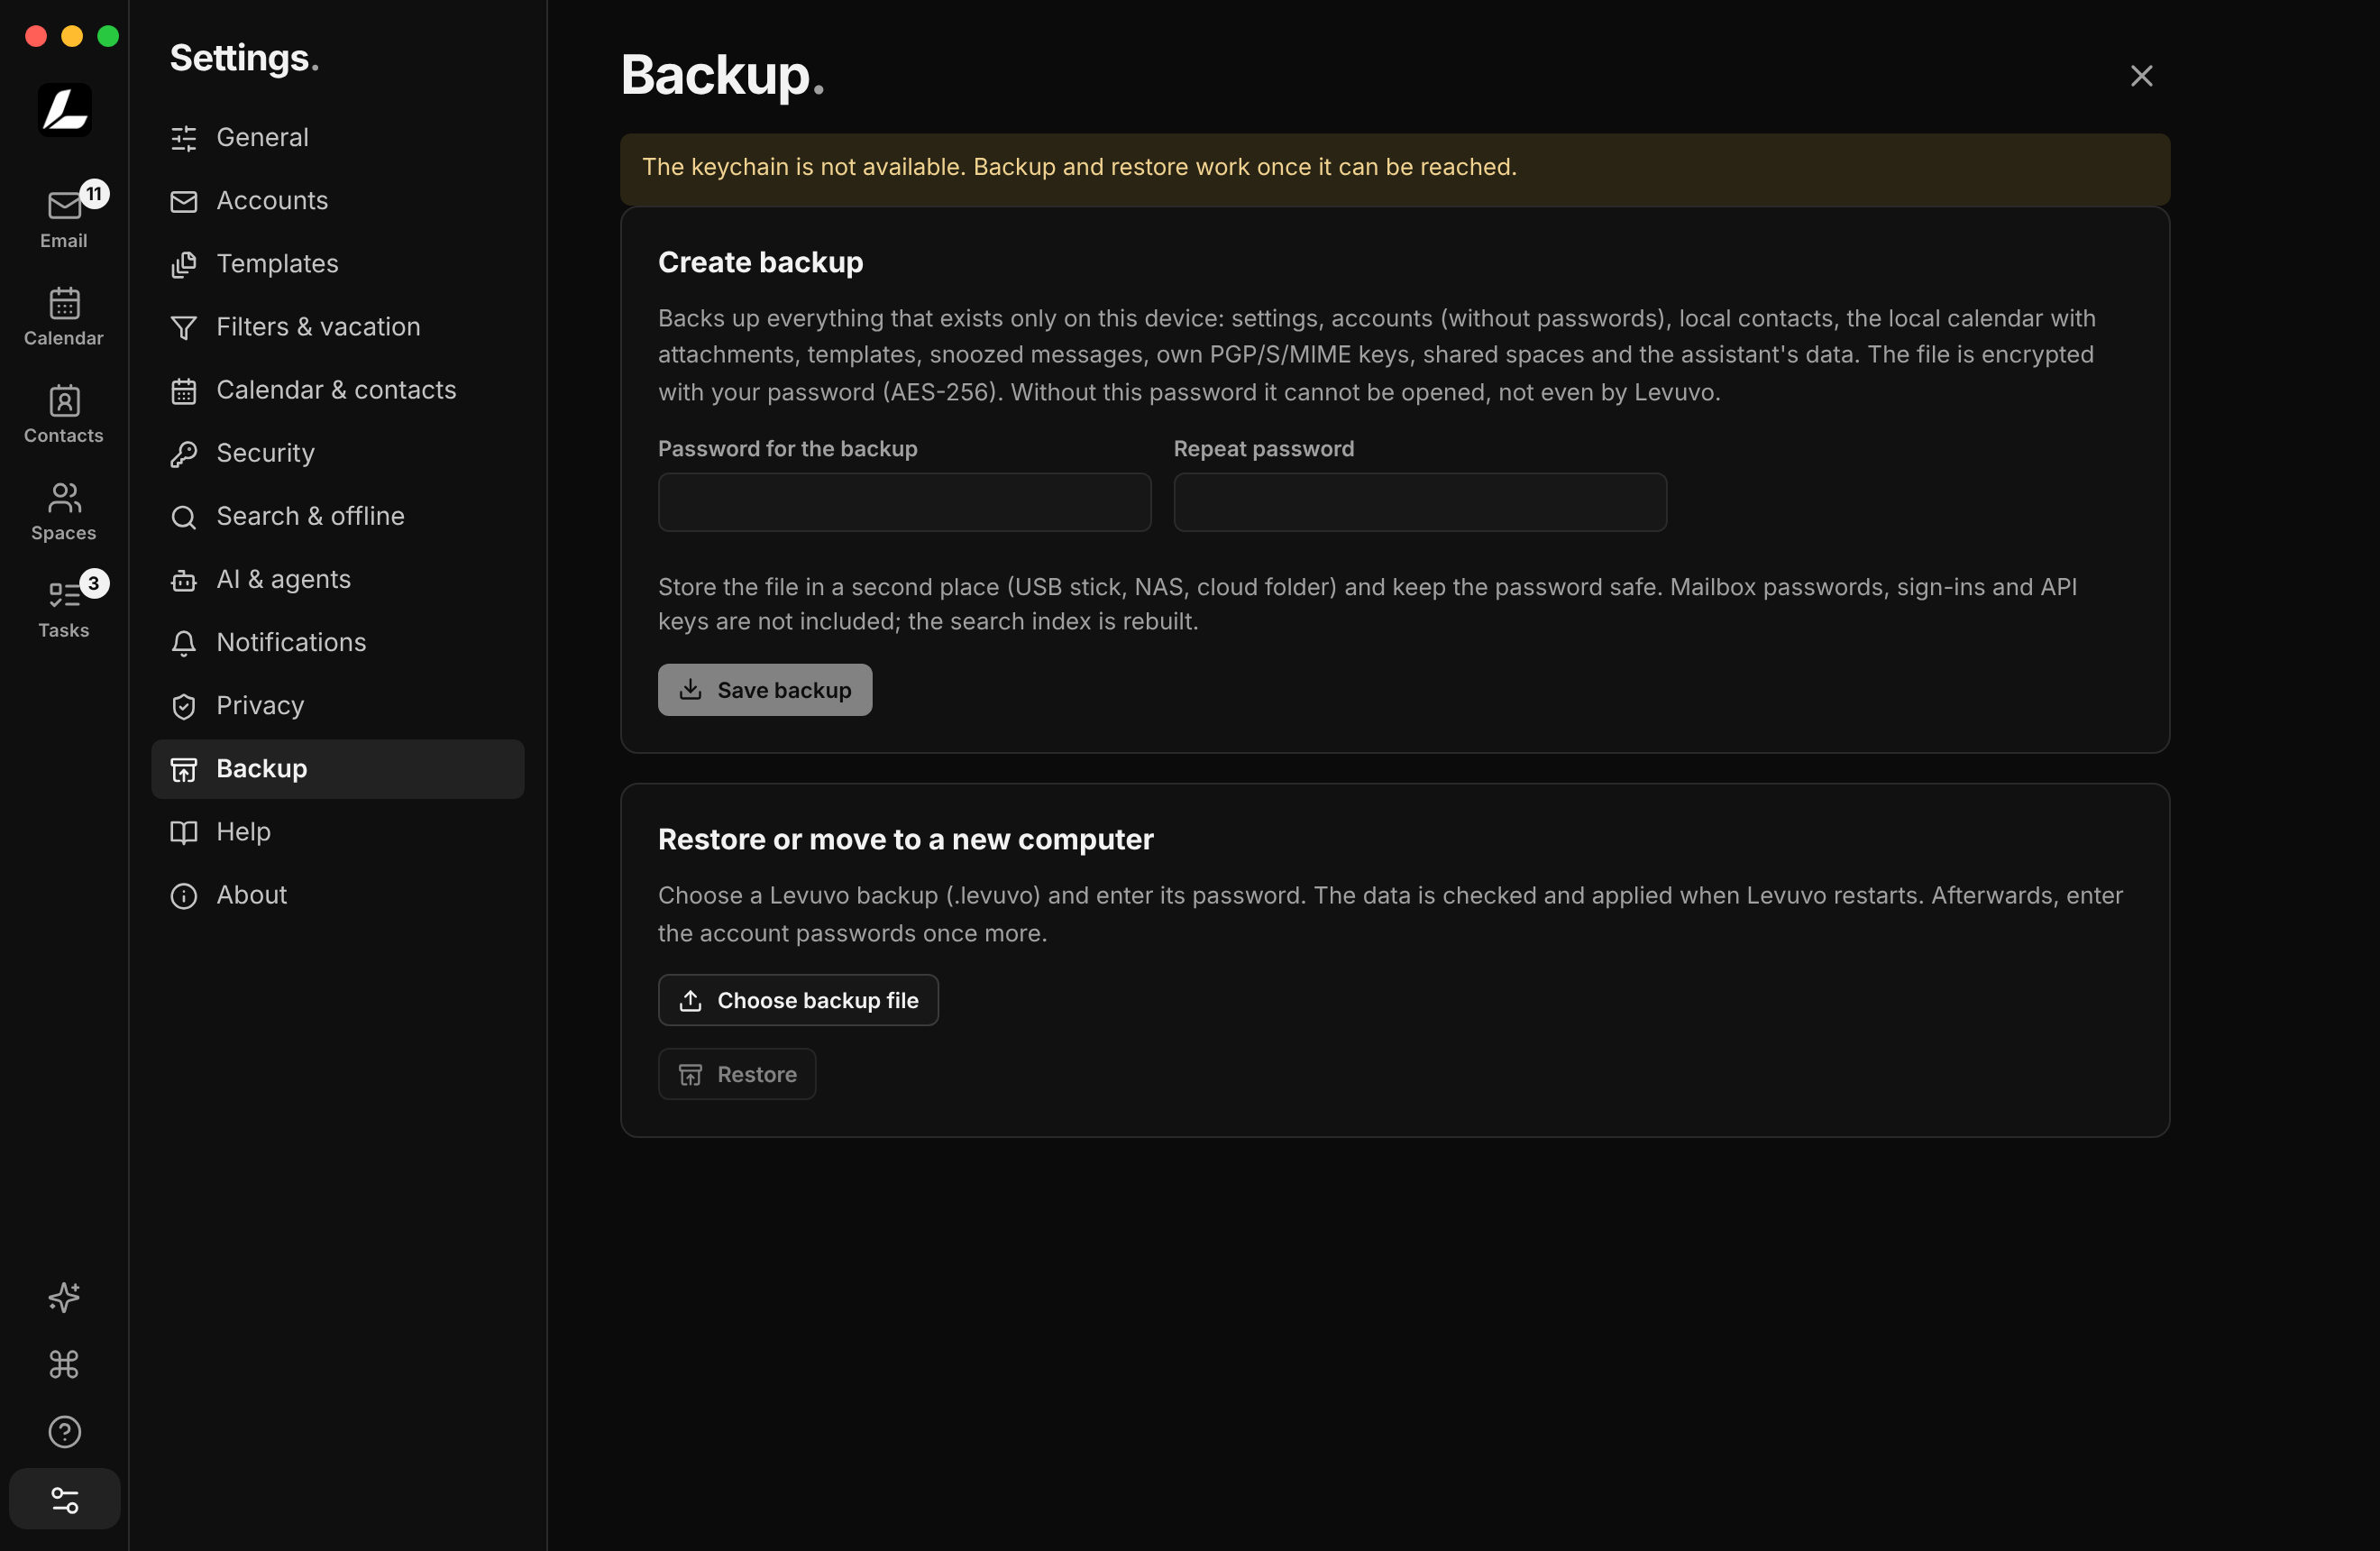 Settings.
11
Email
Calendar
Contacts
Spaces
3
Tasks
General
Accounts
Templates
Filters & vacation
Calendar & contacts
Security
Search & offline
AI & agents
Notifications
Privacy
Backup
Help
About
Backup.
The keychain is not available. Backup and restore work once it can be reached.
Create backup
Backs up everything that exists only on this device: settings, accounts (without passwords), local contacts, the local calendar with
attachments, templates, snoozed messages, own PGP/S/MIME keys, shared spaces and the assistant's data. The file is encrypted
with your password (AES-256). Without this password it cannot be opened, not even by Levuvo.
Password for the backup
Repeat password
Store the file in a second place (USB stick, NAS, cloud folder) and keep the password safe. Mailbox passwords, sign-ins and API
keys are not included; the search index is rebuilt.
Save backup
Restore or move to a new computer
Choose a Levuvo backup (.levuvo) and enter its password. The data is checked and applied when Levuvo restarts. Afterwards, enter
the account passwords once more.
Choose backup file
Restore